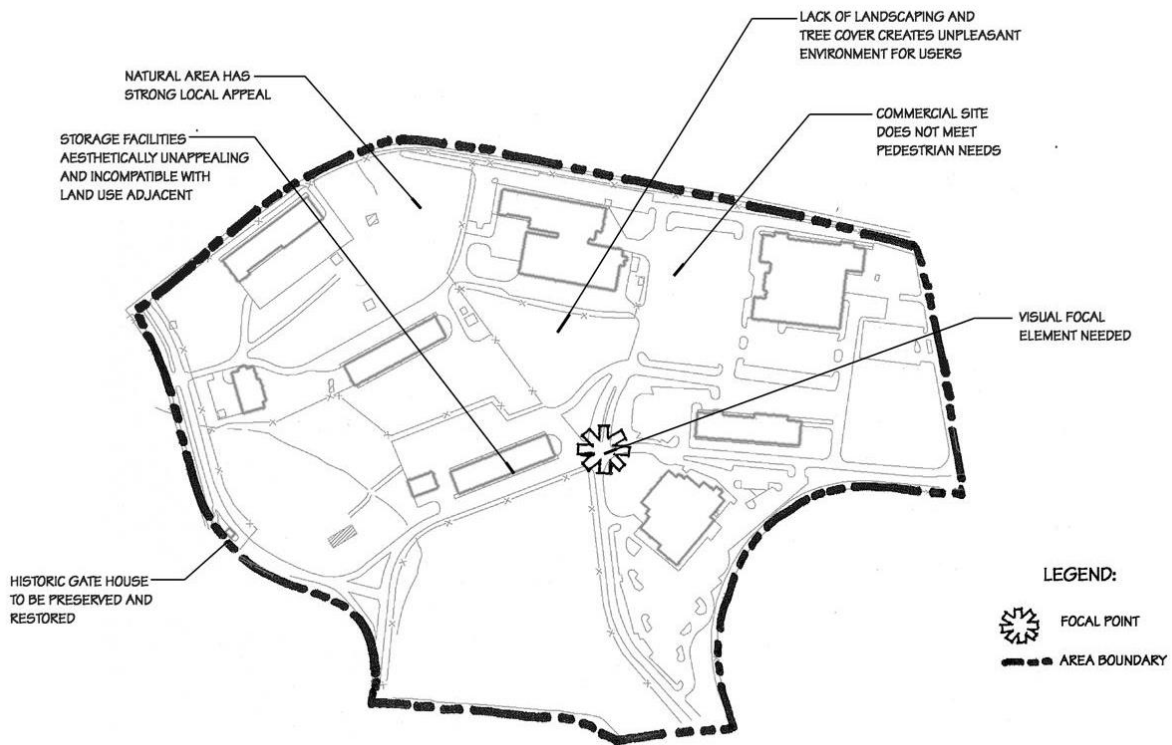 LACK OF LANDSCAPING AND
TREE COVER CREATES UNPLEASANT
ENVIRONMENT FOR USERS
NATURAL AREA HAS
STRONG LOCAL APPEAL
COMMERCIAL SITE
DOES NOT MEET
PEDESTRIAN NEEDS
STORAGE FACILITIES
AESTHETICALLY UNAPPEALING
AND INCOMPATIBLE WITH
LAND USE ADJACENT
VISUAL FOCAL
ELEMENT NEEDED
HISTORIC GATE HOUSE
TO BE PRESERVED AND
RESTORED
LEGEND:
FOCAL POINT
AREA BOUNDARY